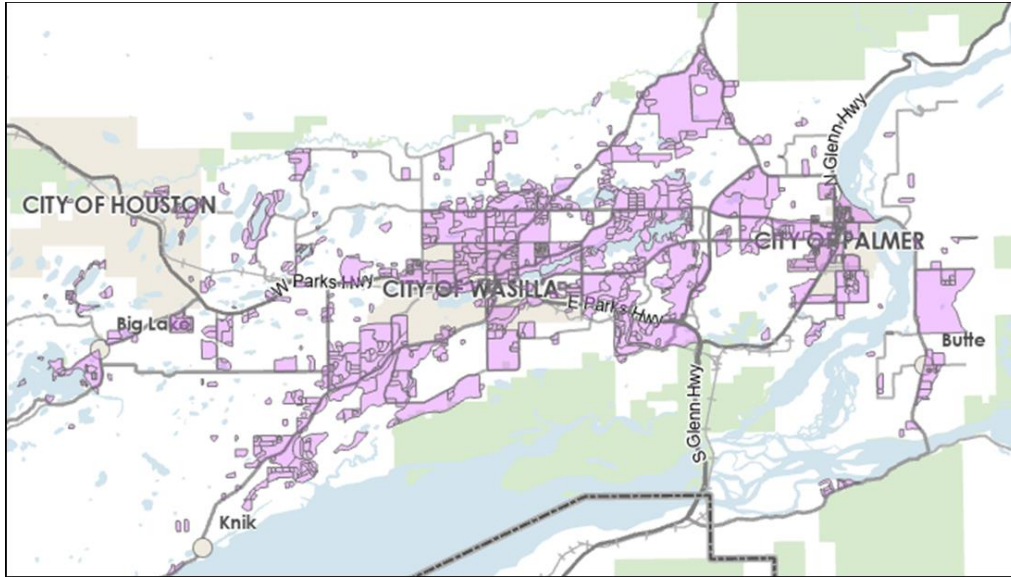 N Glenn Hwy
CITY OF HOUSTON
CITY OF PALMER
W Parks Hwy
CITY OF WASILLA
E Parks Hwy
Big Lake
Butte
S Glenn Hwy
Knik